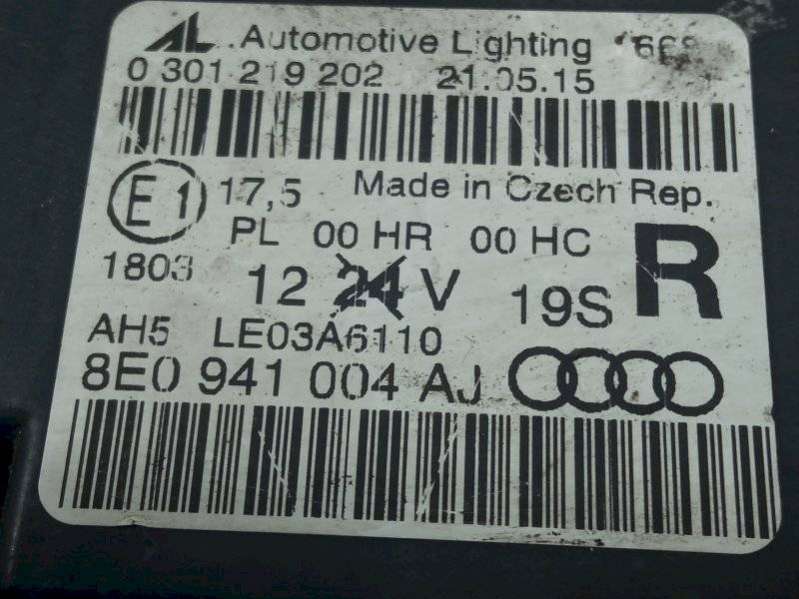 AL Automotive Lighting
0 301 219 202 21.05.15
E1 17,5 Made in Czech Rep.
PL 00 HR 00 HC R
1803 12 24 V 19S
AH5 LE03A6110
8E0 941 004 AJ